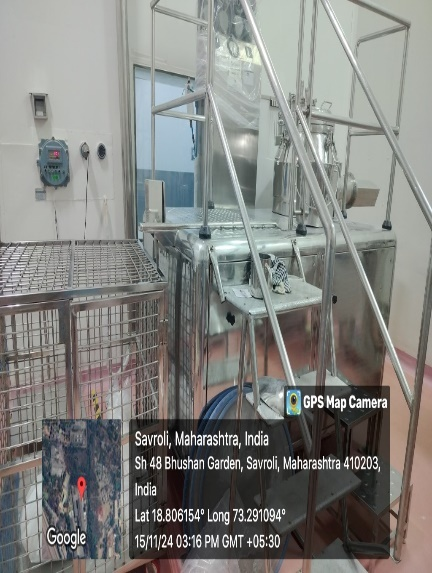 GPS Map Camera
Savroli, Maharashtra, India
Sh 48 Bhushan Garden, Savroli, Maharashtra 410203,
India
Lat 18.806154° Long 73.291094°
15/11/24 03:16 PM GMT +05:30
Google